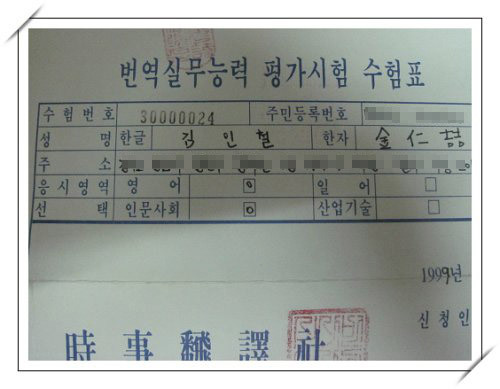 번역실무능력 평가시험 수험표
수험번호 30000024 주민등록번호
성 명 한글 김 인 철 한자 金 仁 喆
주 소
응시영역 영 어 일 어
선 택 인문사회 산업기술
1999년
신청인
時事飜譯社